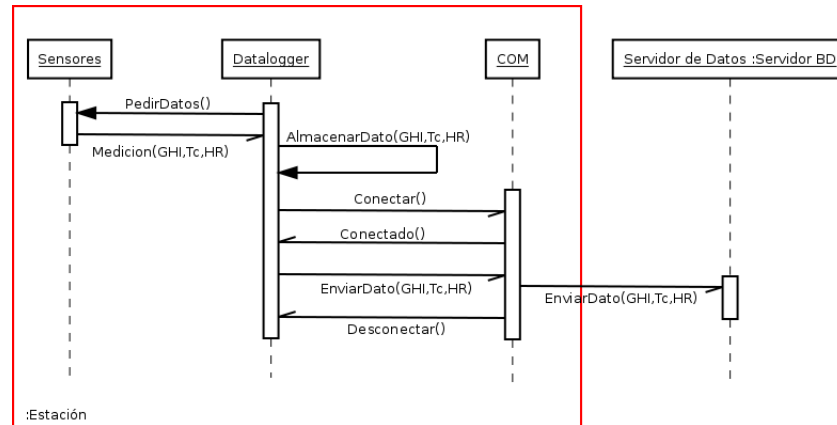 Sensores
Datalogger
COM
Servidor de Datos :Servidor BD
PedirDatos()
Medicion(GHI,Tc,HR)
AlmacenarDato(GHI,Tc,HR)
Conectar()
Conectado()
EnviarDato(GHI,Tc,HR)
EnviarDato(GHI,Tc,HR)
Desconectar()
:Estación